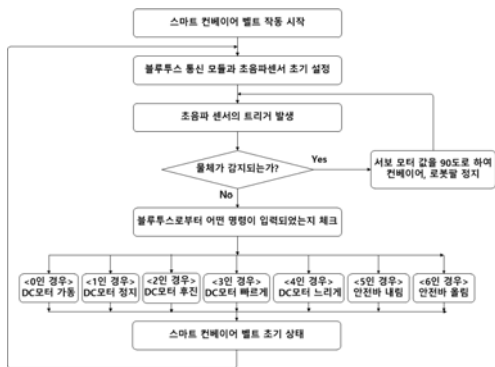 스마트 컨베이어 벨트 작동 시작
블루투스 통신 모듈과 초음파센서 초기 설정
초음파 센서의 트리거 발생
물체가 감지되는가?
Yes
서보 모터 값을 90도로 하여
컨베이어, 로봇팔 정지
No
블루투스로부터 어떤 명령이 입력되었는지 체크
<0인 경우>
DC모터 가동
<1인 경우>
DC모터 정지
<2인 경우>
DC모터 후진
<3인 경우>
DC모터 빠르게
<4인 경우>
DC모터 느리게
<5인 경우>
안전바 내림
<6인 경우>
안전바 올림
스마트 컨베이어 벨트 초기 상태